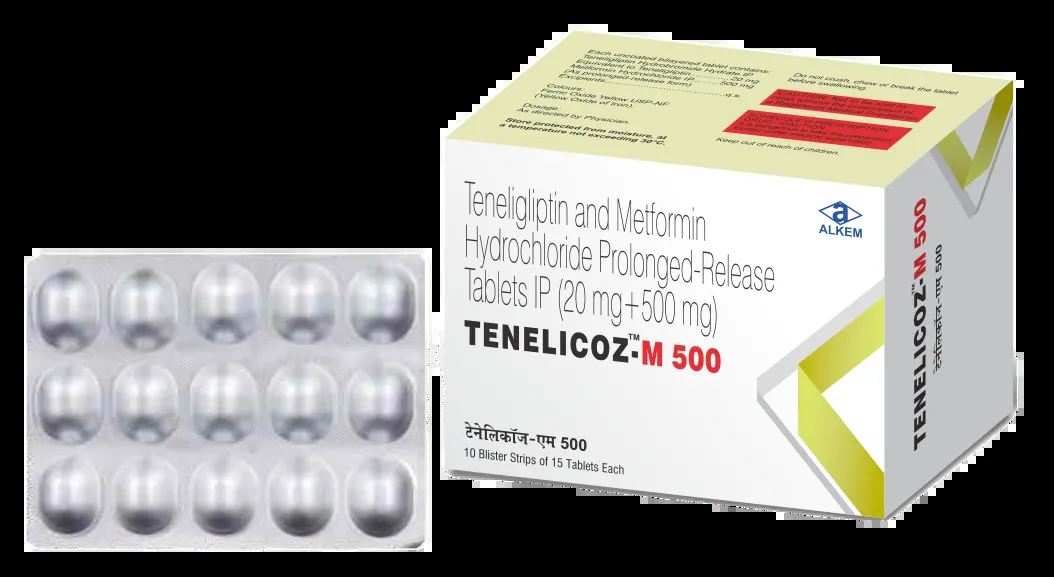 Each uncoated bilayered tablet contains:
Teneligliptin Hydrobromide Hydrate IP
Equivalent to Teneligliptin............20 mg
Metformin Hydrochloride IP..........500 mg
(As prolonged-release form)
Excipients................................q.s.
Colours:
Ferric Oxide Yellow USP-NF
(Yellow Oxide of Iron).
Dosage:
As directed by Physician.
Store protected from moisture, at
a temperature not exceeding 30°C.
Do not crush, chew or break the tablet
before swallowing.
Keep out of reach of children.
Teneligliptin and Metformin
Hydrochloride Prolonged-Release
Tablets IP (20 mg+500 mg)
TENELICOZ™-M 500
टेनेलिकॉज-एम 500
10 Blister Strips of 15 Tablets Each
a
ALKEM
TENELICOZ™-M 500
टेनेलिकॉज-एम 500